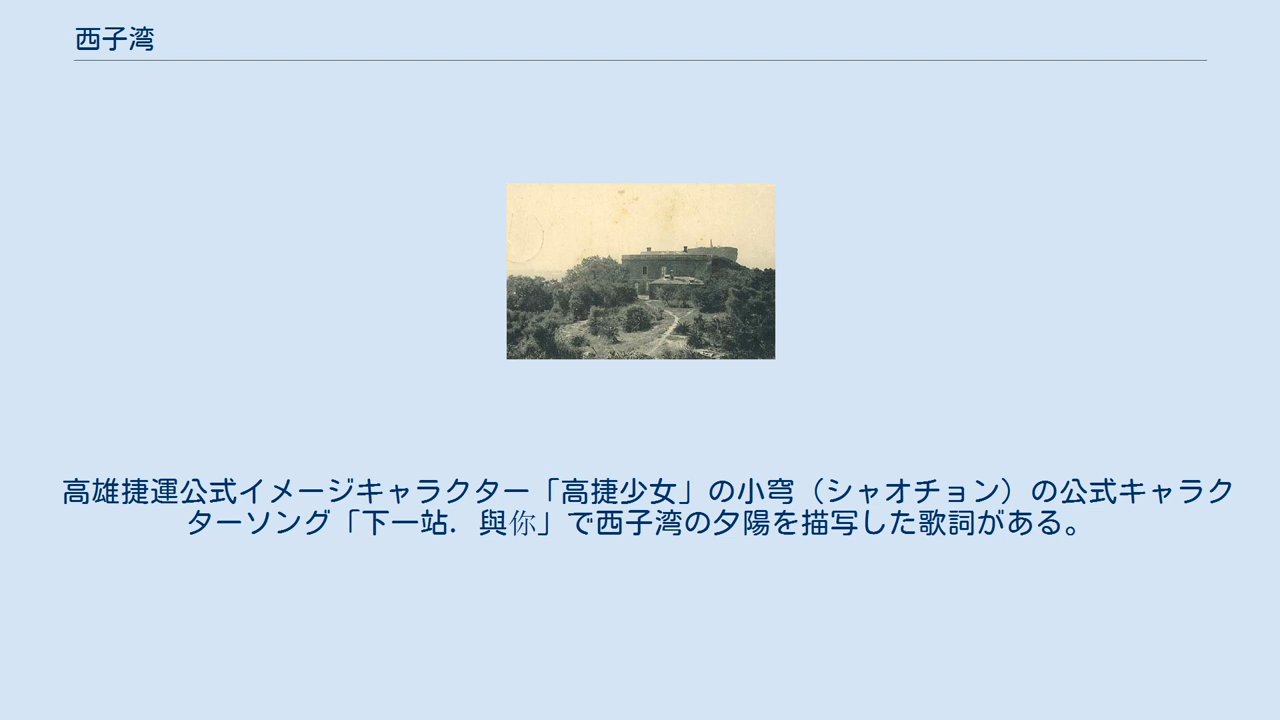 西子湾
高雄捷運公式イメージキャラクター「高捷少女」の小穹（シャオチョン）の公式キャラク
ターソング「下一站．與你」で西子湾の夕陽を描写した歌詞がある。